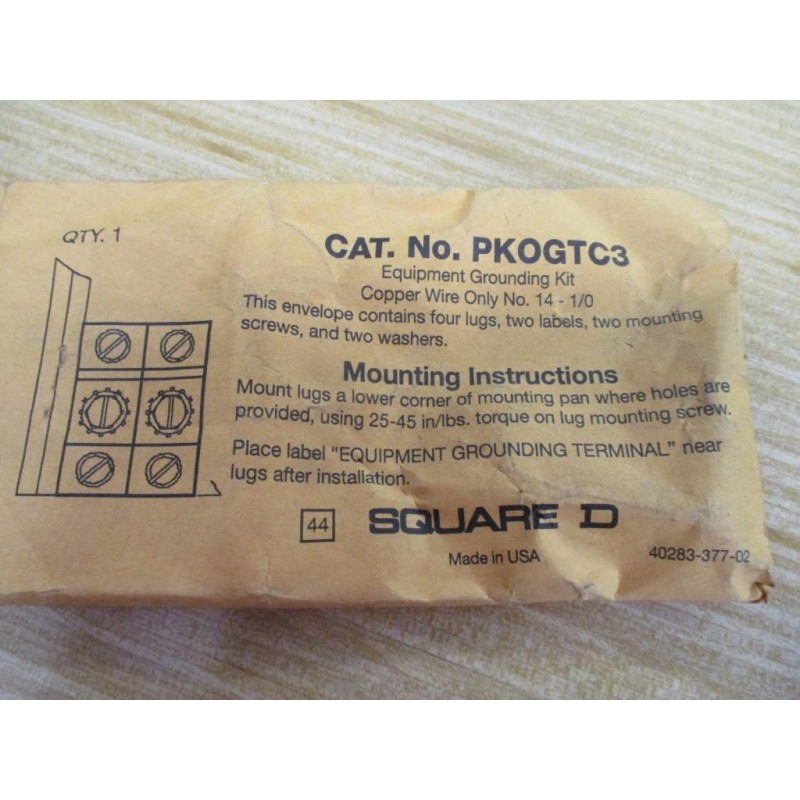 QTY. 1
CAT. No. PKOGTC3
Equipment Grounding Kit
Copper Wire Only No. 14 - 1/0
This envelope contains four lugs, two labels, two mounting
screws, and two washers.
Mounting Instructions
Mount lugs a lower corner of mounting pan where holes are
provided, using 25-45 in/lbs. torque on lug mounting screw.
Place label "EQUIPMENT GROUNDING TERMINAL" near
lugs after installation.
44 SQUARE D
Made in USA 40283-377-02